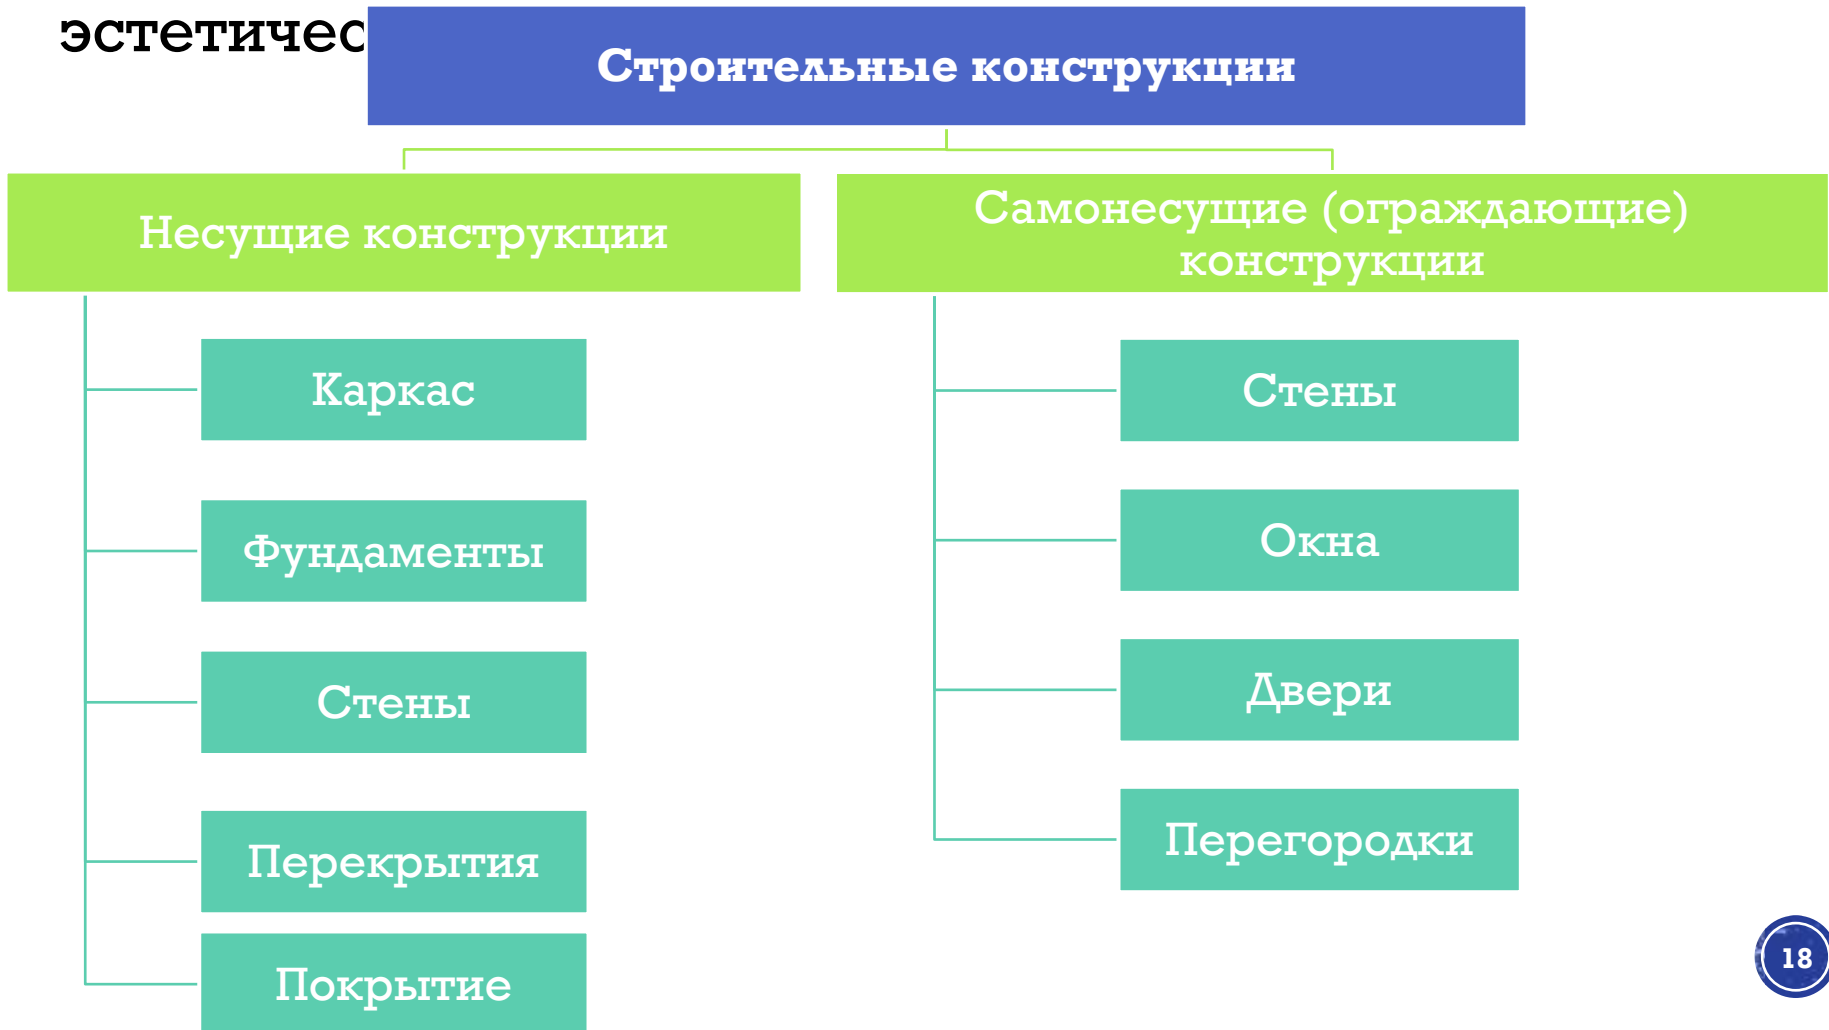 эстетичес
Строительные конструкции
Несущие конструкции
Каркас
Фундаменты
Стены
Перекрытия
Покрытие
Самонесущие (ограждающие)
конструкции
Стены
Окна
Двери
Перегородки
18